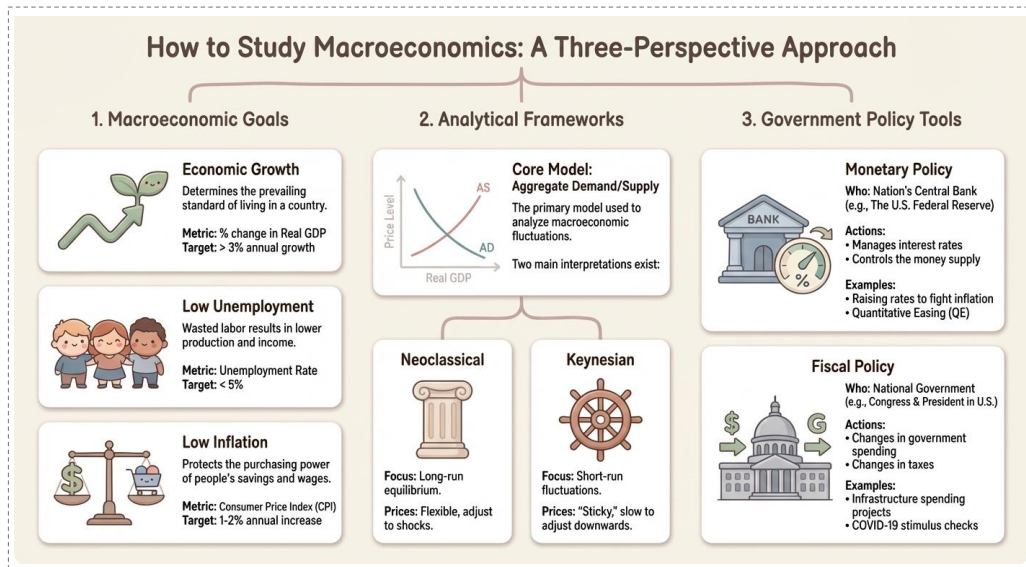 How to Study Macroeconomics: A Three-Perspective Approach
1. Macroeconomic Goals
Economic Growth
Determines the prevailing
standard of living in a country.
Metric: % change in Real GDP
Target: > 3% annual growth
Low Unemployment
Wasted labor results in lower
production and income.
Metric: Unemployment Rate
Target: < 5%
Low Inflation
Protects the purchasing power
of people's savings and wages.
Metric: Consumer Price Index (CPI)
Target: 1-2% annual increase
$
2. Analytical Frameworks
Core Model:
Aggregate Demand/Supply
The primary model used to
analyze macroeconomic
fluctuations.
Two main interpretations exist:
Price Level
AS
AD
Real GDP
Neoclassical
Focus: Long-run
equilibrium.
Prices: Flexible, adjust
to shocks.
Keynesian
Focus: Short-run
fluctuations.
Prices: "Sticky," slow to
adjust downwards.
3. Government Policy Tools
Monetary Policy
Who: Nation's Central Bank
(e.g., The U.S. Federal Reserve)
Actions:
• Manages interest rates
• Controls the money supply
Examples:
• Raising rates to fight inflation
• Quantitative Easing (QE)
BANK
%
Fiscal Policy
Who: National Government
(e.g., Congress & President in U.S.)
Actions:
• Changes in government
spending
• Changes in taxes
Examples:
• Infrastructure spending
projects
• COVID-19 stimulus checks
$
G